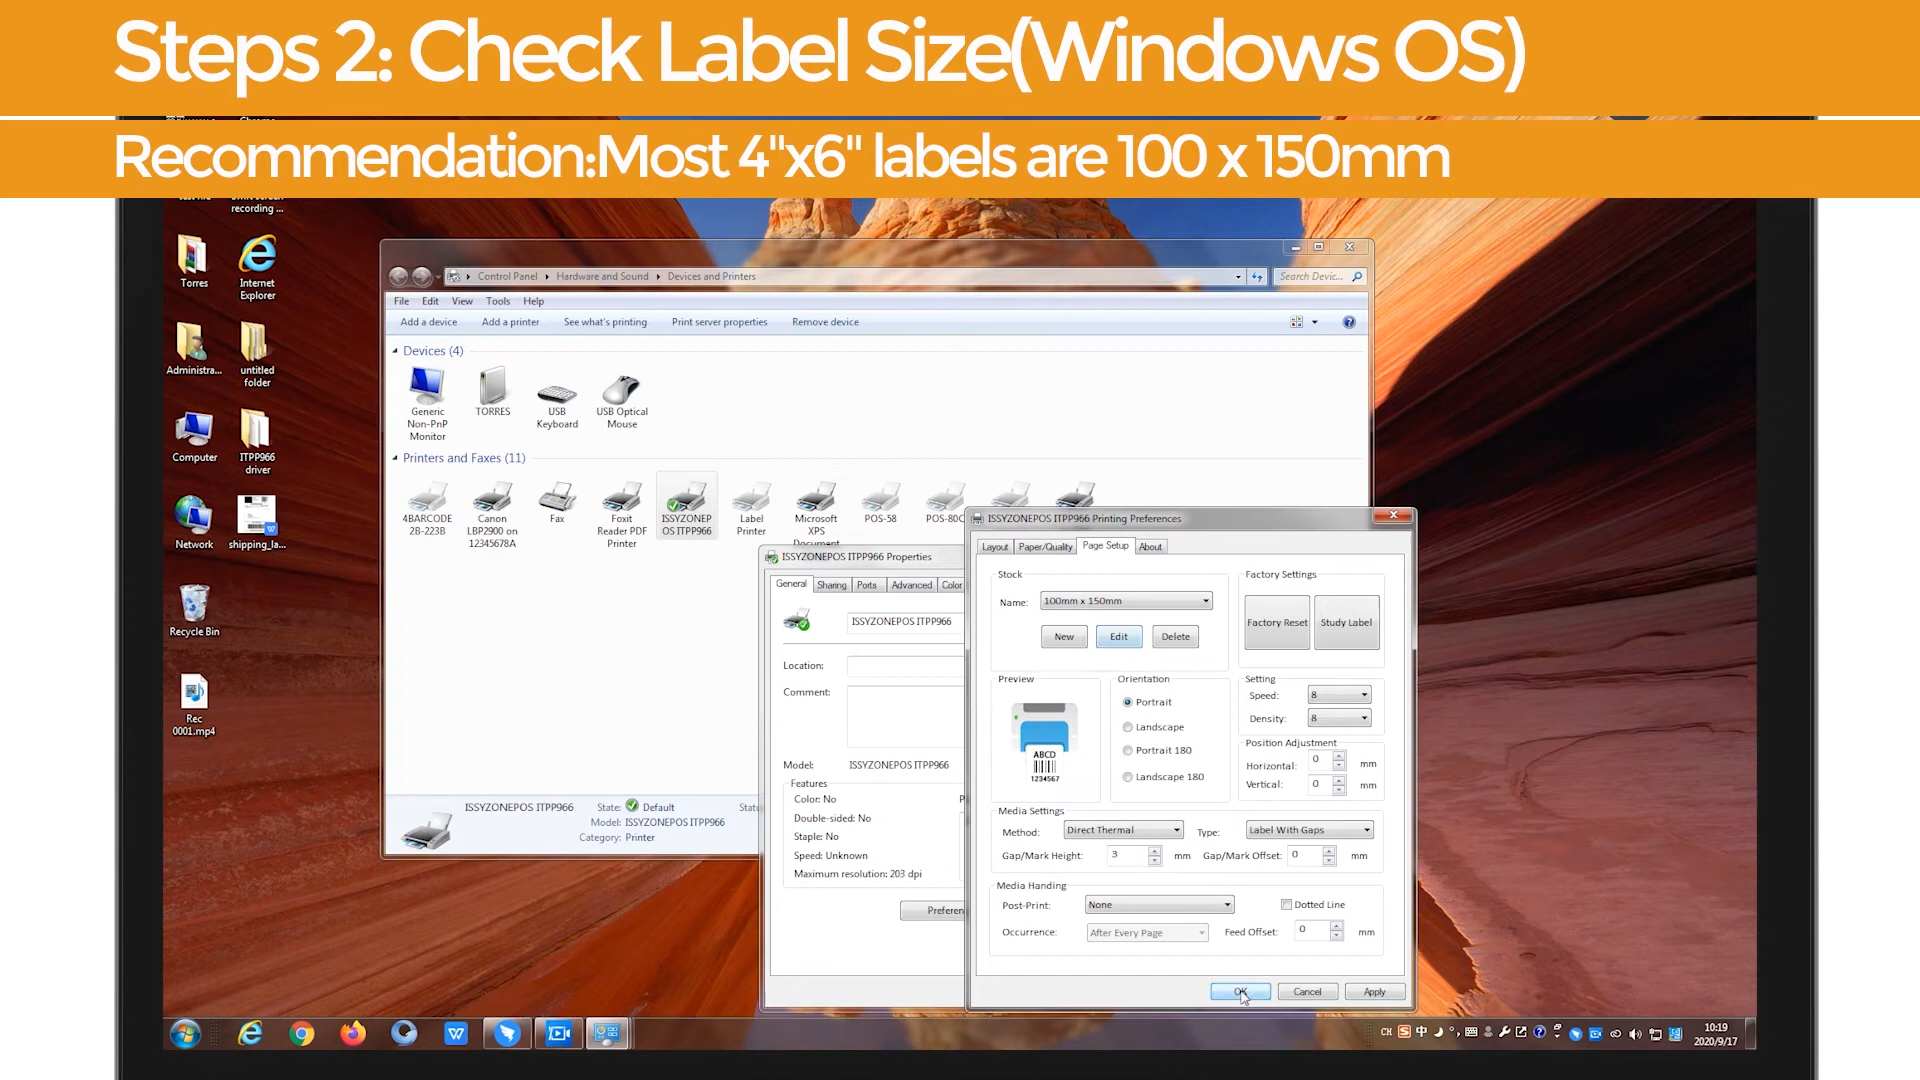 Steps 2: Check Label Size(Windows OS)
Recommendation:Most 4"x6" labels are 100 x 150mm
recording ...
Torres
Internet
Explorer
Administra...
untitled
folder
Computer
ITPP966
driver
Network
shipping_la...
Recycle Bin
Rec
0001.mp4
Control Panel
Hardware and Sound
Devices and Printers
Search Devic...
File
Edit
View
Tools
Help
Add a device
Add a printer
See what's printing
Print server properties
Remove device
Devices (4)
Generic
Non-PnP
Monitor
TORRES
USB
Keyboard
USB Optical
Mouse
Printers and Faxes (11)
4BARCODE
2B-223B
Canon
LBP2900 on
12345678A
Fax
Foxit
Reader PDF
Printer
ISSYZONEP
OS ITPP966
Label
Printer
Microsoft
XPS
Document
POS-58
POS-80C
ISSYZONEPOS ITPP966
State:
Default
Model:
ISSYZONEPOS ITPP966
Category:
Printer
Statu
ISSYZONEPOS ITPP966 Properties
General
Sharing
Ports
Advanced
Color
ISSYZONEPOS ITPP966
Location:
Comment:
Model:
ISSYZONEPOS ITPP966
Features
Color: No
Double-sided: No
Staple: No
Speed: Unknown
Maximum resolution: 203 dpi
P
Preferen
ISSYZONEPOS ITPP966 Printing Preferences
Layout
Paper/Quality
Page Setup
About
Stock
Name:
100mm x 150mm
New
Edit
Delete
Factory Settings
Factory Reset
Study Label
Preview
ABCD
1234567
Orientation
Portrait
Landscape
Portrait 180
Landscape 180
Setting
Speed:
8
Density:
8
Position Adjustment
Horizontal:
0
mm
Vertical:
0
mm
Media Settings
Method:
Direct Thermal
Type:
Label With Gaps
Gap/Mark Height:
3
mm
Gap/Mark Offset:
0
mm
Media Handing
Post-Print:
None
Dotted Line
Occurrence:
After Every Page
Feed Offset:
0
mm
OK
Cancel
Apply
CH
中
10:19
2020/9/17